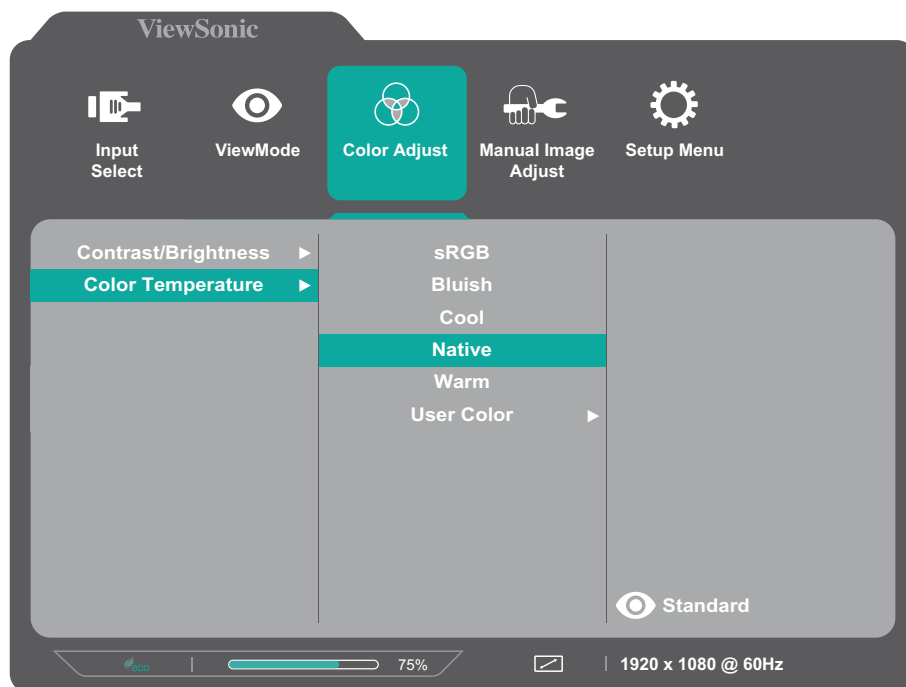 ViewSonic
Input
Select
ViewMode
Color Adjust
Manual Image
Adjust
Setup Menu
Contrast/Brightness
Color Temperature
sRGB
Bluish
Cool
Native
Warm
User Color
Standard
eco
75%
1920 x 1080 @ 60Hz